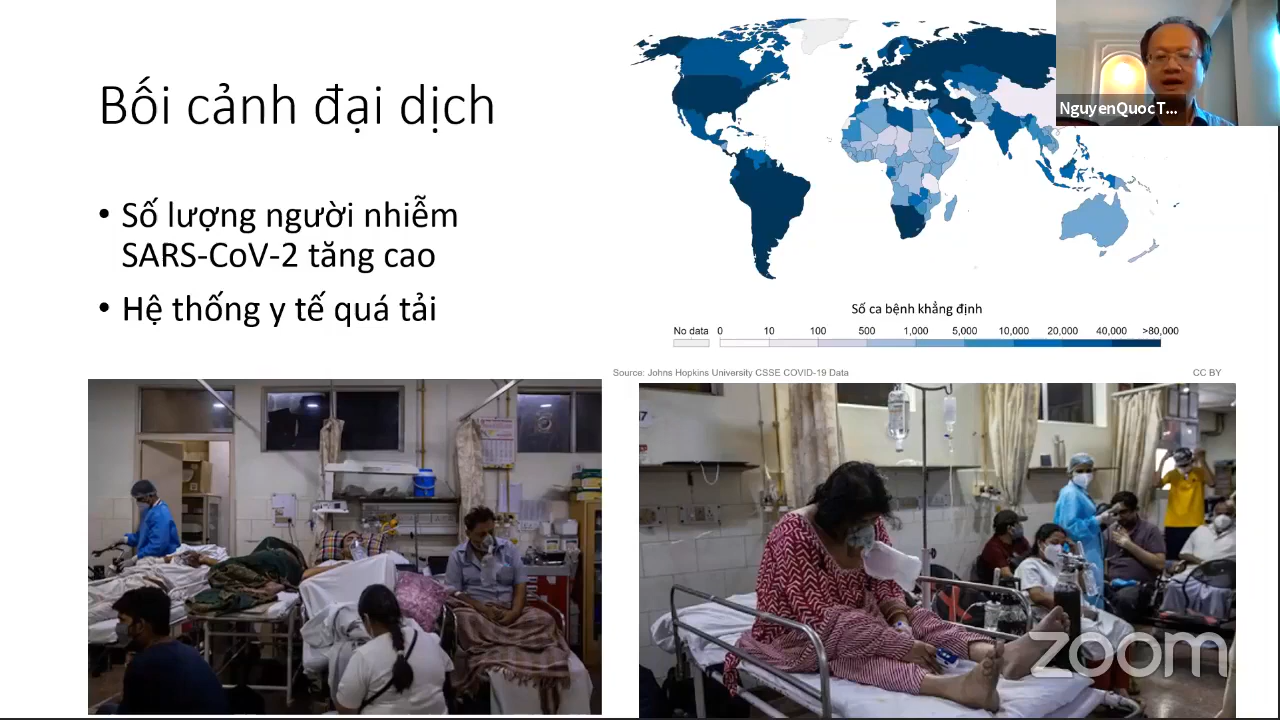 Bối cảnh đại dịch
• Số lượng người nhiễm
SARS-CoV-2 tăng cao
• Hệ thống y tế quá tải
NguyenQuocT...
Số ca bệnh khẳng định
No data 0 10 100 500 1,000 5,000 10,000 20,000 40,000 >80,000
Source: Johns Hopkins University CSSE COVID-19 Data
CC BY
zoom